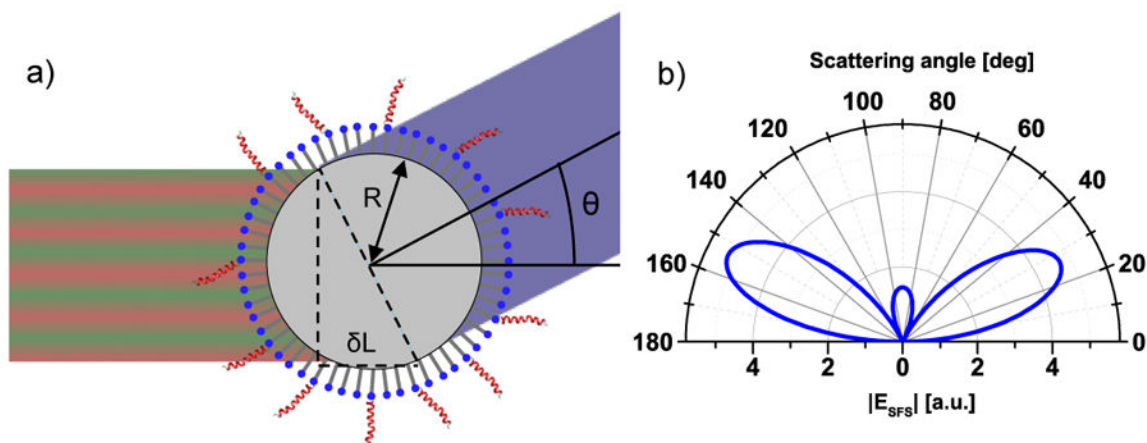 a)
R
θ
δL
b)
Scattering angle [deg]
100 80
120 60
140 40
160 20
180 0
4 2 0 2 4
|E_SFS| [a.u.]